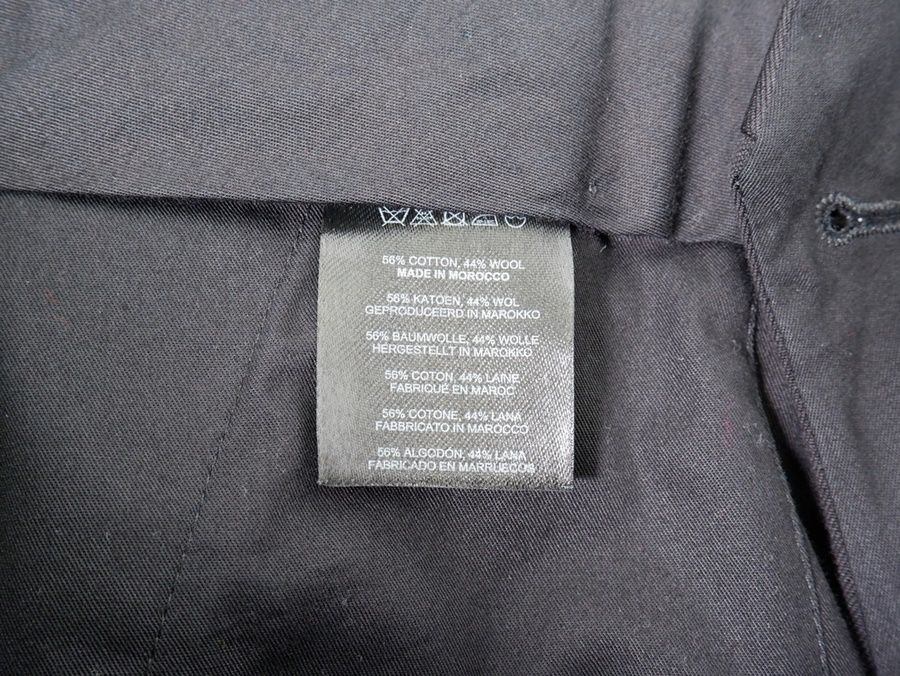 56% COTTON, 44% WOOL
MADE IN MOROCCO
56% KATOEN, 44% WOL
GEPRODUCEERD IN MAROKKO
56% BAUMWOLLE, 44% WOLLE
HERGESTELLT IN MAROKKO
56% COTON, 44% LAINE
FABRIQUÉ EN MAROC
56% COTONE, 44% LANA
FABBRICATO IN MAROCCO
56% ALGODÓN, 44% LANA
FABRICADO EN MARRUECOS